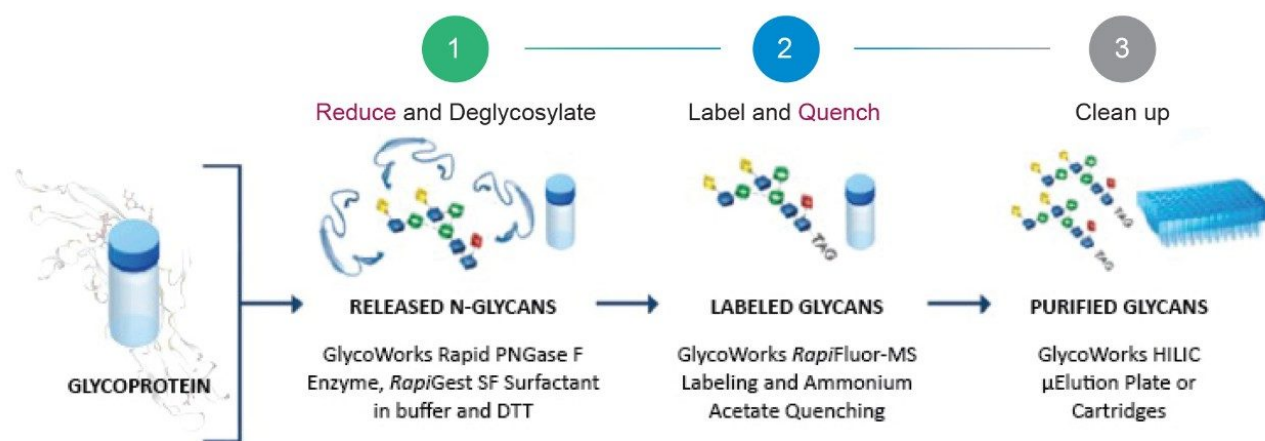 1
2
3
Reduce and Deglycosylate
Label and Quench
Clean up
TAG
TAG
TAG
GLYCOPROTEIN
RELEASED N-GLYCANS
GlycoWorks Rapid PNGase F
Enzyme, RapiGest SF Surfactant
in buffer and DTT
LABELED GLYCANS
GlycoWorks RapiFluor-MS
Labeling and Ammonium
Acetate Quenching
PURIFIED GLYCANS
GlycoWorks HILIC
µElution Plate or
Cartridges